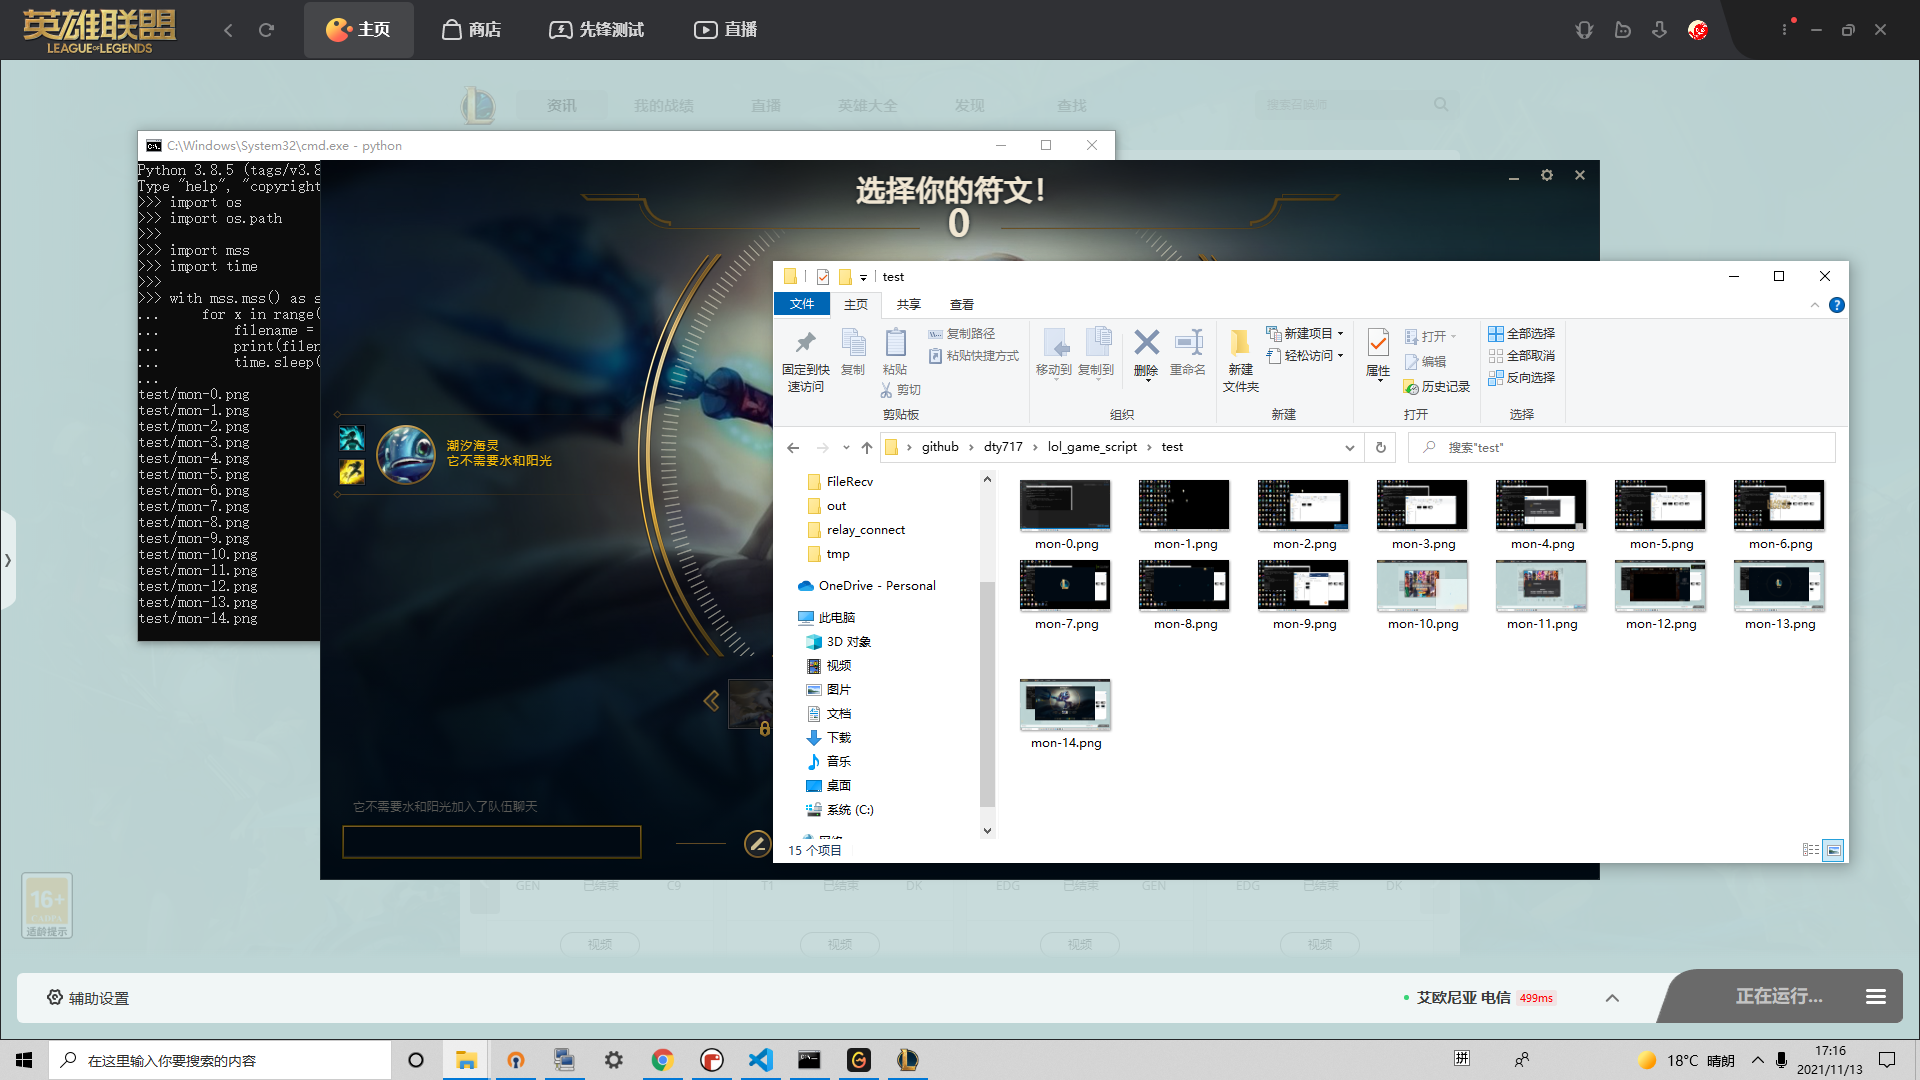 英雄联盟
LEAGUE OF LEGENDS
主页
商店
先锋测试
直播
资讯
我的战绩
直播
英雄大全
发现
查找
搜索召唤师
C:\Windows\System32\cmd.exe - python
Python 3.8.5 (tags/v3.8
Type "help", "copyright
>>> import os
>>> import os.path
>>>
>>> import mss
>>> import time
>>>
>>> with mss.mss() as s
...     for x in range(
...         filename =
...         print(filen
...         time.sleep(
...
test/mon-0.png
test/mon-1.png
test/mon-2.png
test/mon-3.png
test/mon-4.png
test/mon-5.png
test/mon-6.png
test/mon-7.png
test/mon-8.png
test/mon-9.png
test/mon-10.png
test/mon-11.png
test/mon-12.png
test/mon-13.png
test/mon-14.png
选择你的符文!
0
潮汐海灵
它不需要水和阳光
它不需要水和阳光加入了队伍聊天
test
文件
主页
共享
查看
固定到快速访问
复制
粘贴
复制路径
粘贴快捷方式
剪切
剪贴板
移动到
复制到
删除
重命名
组织
新建文件夹
新建项目
轻松访问
新建
属性
打开
编辑
历史记录
打开
全部选择
全部取消
反向选择
选择
github
dty717
lol_game_script
test
搜索"test"
FileRecv
out
relay_connect
tmp
OneDrive - Personal
此电脑
3D 对象
视频
图片
文档
下载
音乐
桌面
系统 (C:)
mon-0.png
mon-1.png
mon-2.png
mon-3.png
mon-4.png
mon-5.png
mon-6.png
mon-7.png
mon-8.png
mon-9.png
mon-10.png
mon-11.png
mon-12.png
mon-13.png
mon-14.png
15 个项目
GEN
已结束
C9
T1
已结束
DK
EDG
已结束
GEN
EDG
已结束
DK
视频
视频
视频
视频
16+
CADPA
适龄提示
辅助设置
艾欧尼亚 电信
499ms
正在运行...
在这里输入你要搜索的内容
拼
18°C 晴朗
17:16
2021/11/13